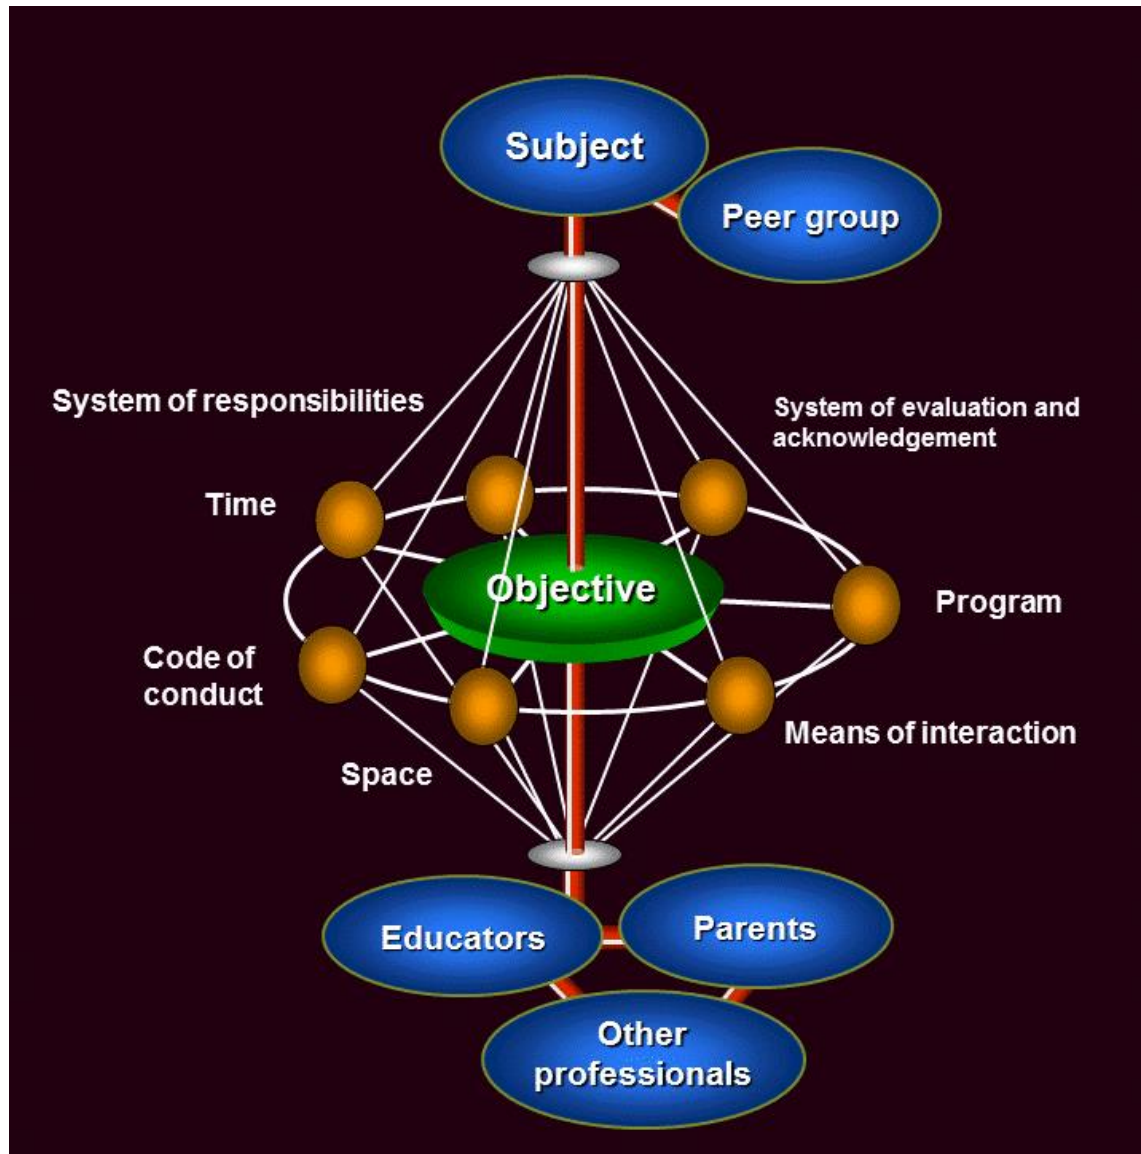 Subject
Peer group
System of responsibilities
System of evaluation and
acknowledgement
Time
Objective
Program
Code of
conduct
Means of interaction
Space
Educators
Parents
Other
professionals